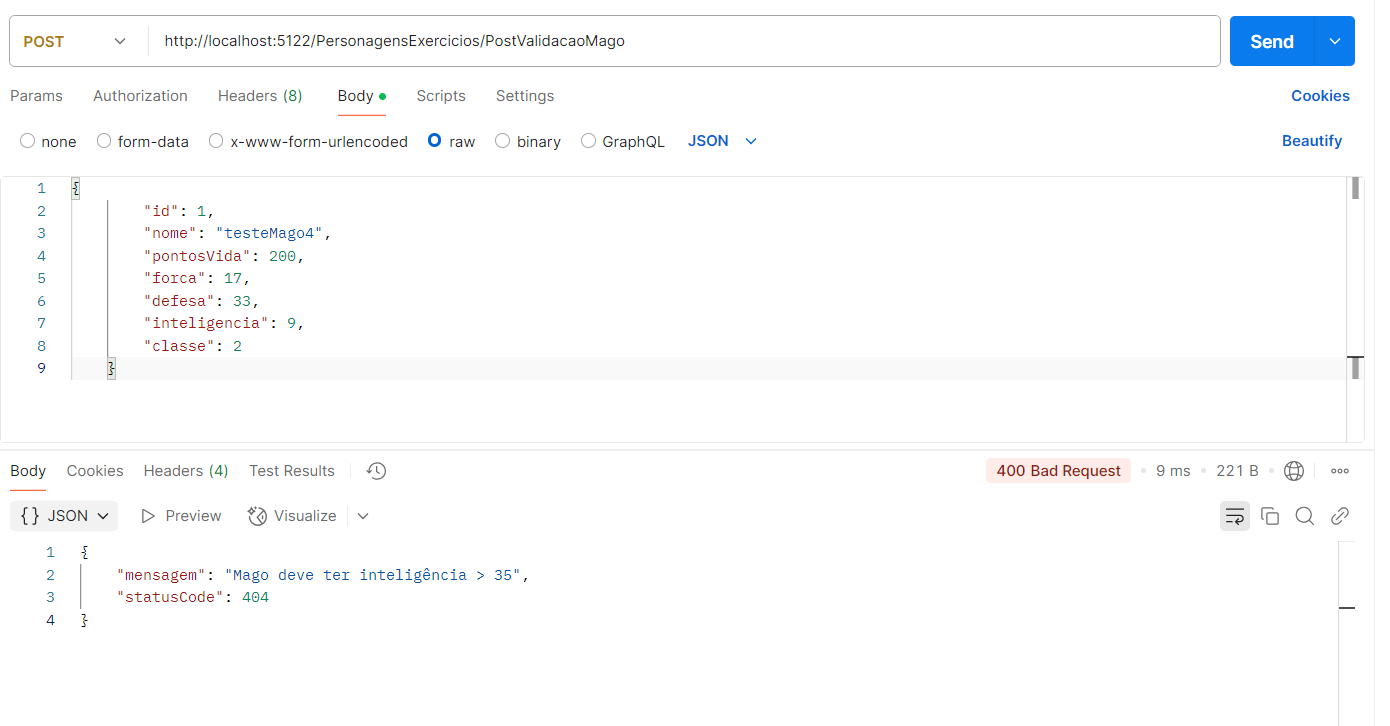 POST http://localhost:5122/PersonagensExercicios/PostValidacaoMago Send
Params Authorization Headers (8) Body Scripts Settings Cookies
none form-data x-www-form-urlencoded raw binary GraphQL JSON Beautify
1 {
2 "id": 1,
3 "nome": "testeMago4",
4 "pontosVida": 200,
5 "forca": 17,
6 "defesa": 33,
7 "inteligencia": 9,
8 "classe": 2
9 }
Body Cookies Headers (4) Test Results 400 Bad Request 9 ms 221 B
{} JSON Preview Visualize
1 {
2 "mensagem": "Mago deve ter inteligência > 35",
3 "statusCode": 404
4 }